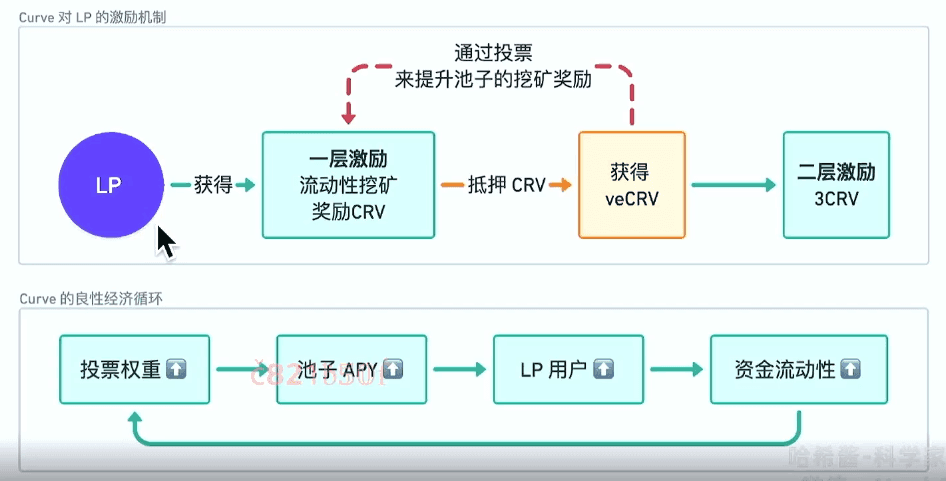 Curve 对 LP 的激励机制
通过投票
来提升池子的挖矿奖励
LP
获得
一层激励
流动性挖矿
奖励CRV
抵押 CRV
获得
veCRV
二层激励
3CRV
Curve 的良性经济循环
投票权重
池子 APY
LP 用户
资金流动性
哈希酱-科学家